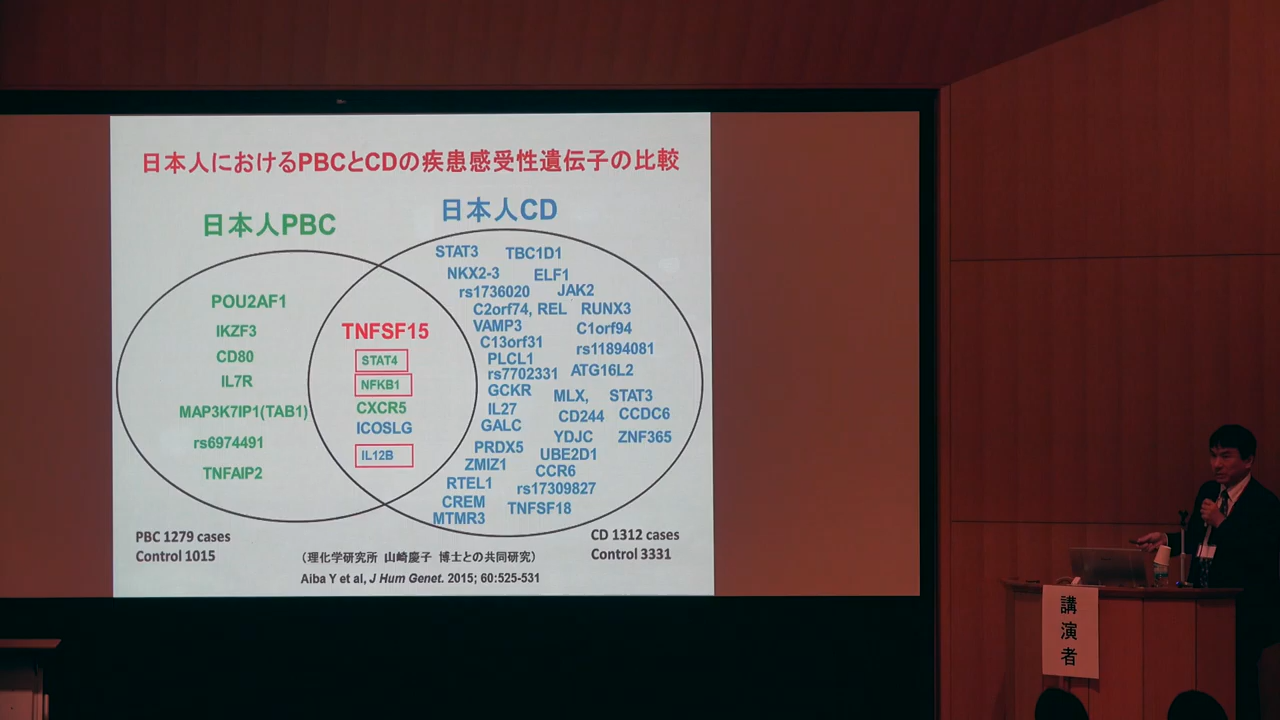 日本人におけるPBCとCDの疾患感受性遺伝子の比較
日本人PBC
日本人CD
POU2AF1
IKZF3
CD80
IL7R
MAP3K7IP1(TAB1)
rs6974491
TNFAIP2
TNFSF15
STAT4
NFKB1
CXCR5
ICOSLG
IL12B
STAT3 TBC1D1
NKX2-3 ELF1
rs1736020 JAK2
C2orf74, REL RUNX3
VAMP3 C1orf94
C13orf31
rs11894081
PLCL1
rs7702331 ATG16L2
GCKR MLX, STAT3
IL27 CD244 CCDC6
GALC
YDJC ZNF365
PRDX5 UBE2D1
ZMIZ1 CCR6
RTEL1 rs17309827
CREM TNFSF18
MTMR3
PBC 1279 cases
Control 1015
CD 1312 cases
Control 3331
（理化学研究所 山崎慶子 博士との共同研究）
Aiba Y et al, J Hum Genet. 2015; 60:525-531
講演者